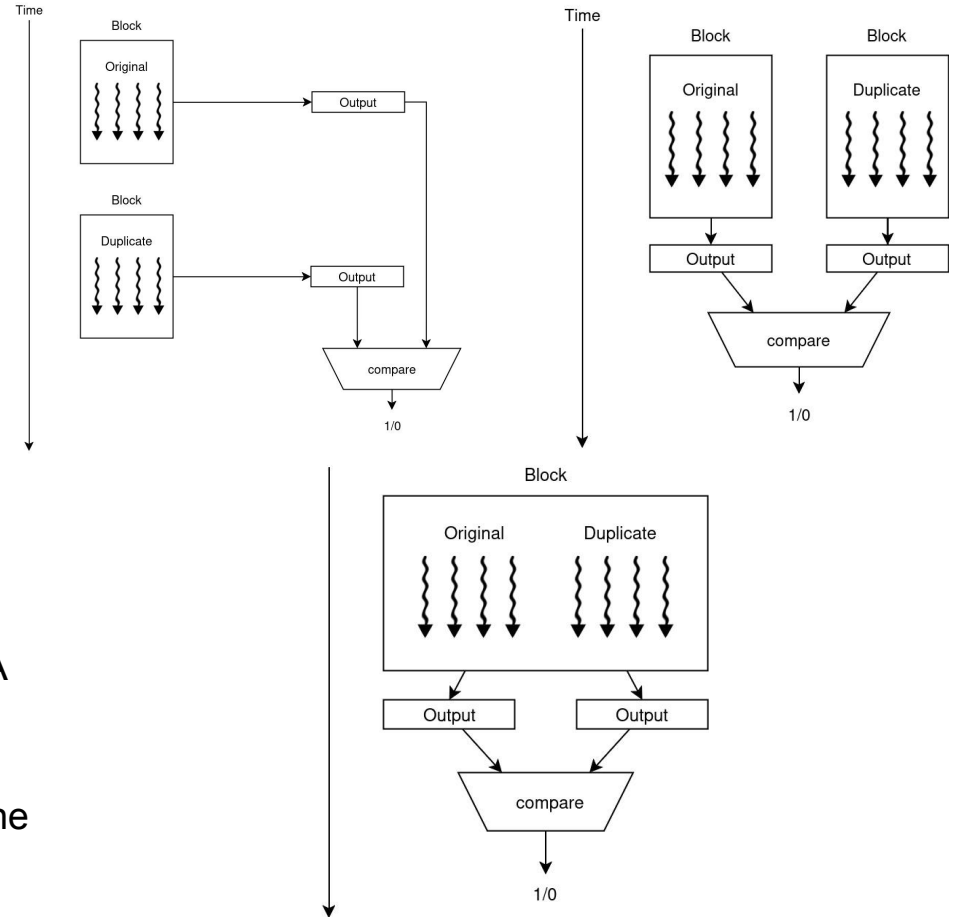 Time
Block
Original
Output
Block
Duplicate
Output
compare
1/0
Time
Block
Block
Original
Duplicate
Output
Output
compare
1/0
Block
Original
Duplicate
Output
Output
compare
1/0